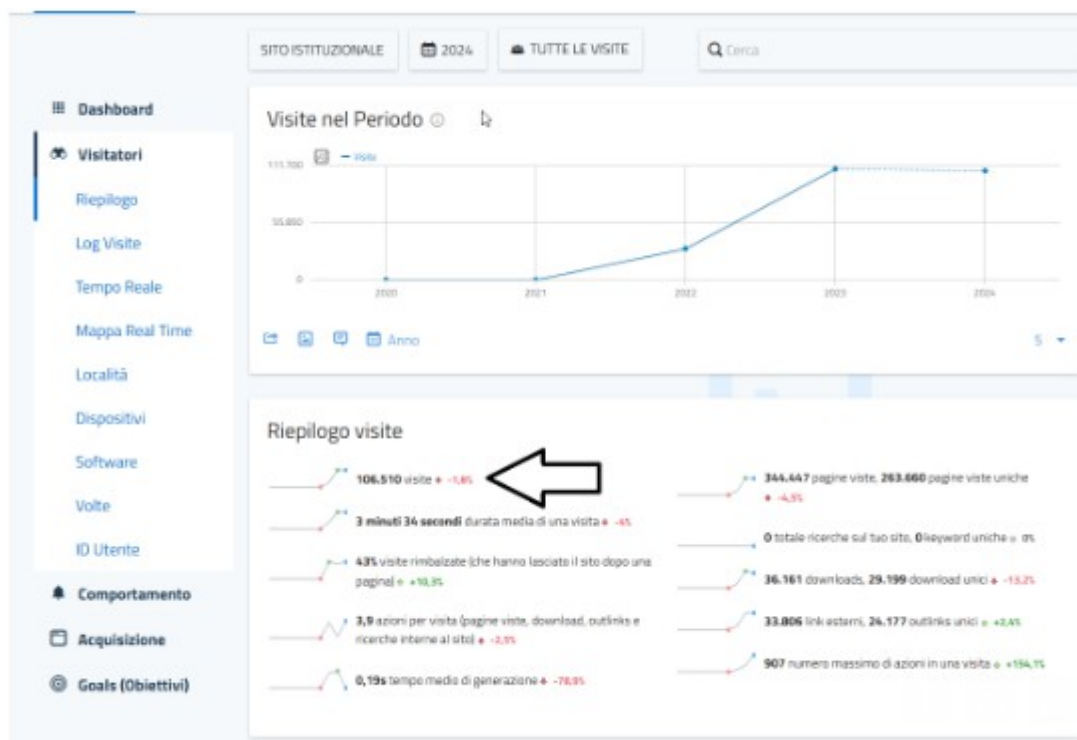 SITO ISTITUZIONALE
2024
TUTTE LE VISITE
Cerca
Dashboard
Visitatori
Riepilogo
Log Visite
Tempo Reale
Mappa Real Time
Località
Dispositivi
Software
Volte
ID Utente
Comportamento
Acquisizione
Goals (Obiettivi)
Visite nel Periodo
Visite
111.700
55.850
0
2020
2021
2022
2023
2024
Anno
5
Riepilogo visite
106.510 visite -1,8%
3 minuti 34 secondi durata media di una visita -4%
43% visite rimbalzate (che hanno lasciato il sito dopo una
pagina) +10,3%
3,9 azioni per visita (pagine viste, download, outlinks e
ricerche interne al sito) -2,5%
0,19s tempo medio di generazione -78,9%
344.447 pagine viste, 263.660 pagine viste uniche
-4,5%
0 totale ricerche sul tuo sito, 0 keyword uniche 0%
36.161 downloads, 29.199 download unici -13,2%
33.806 link esterni, 24.177 outlinks unici +2,4%
907 numero massimo di azioni in una visita +194,1%